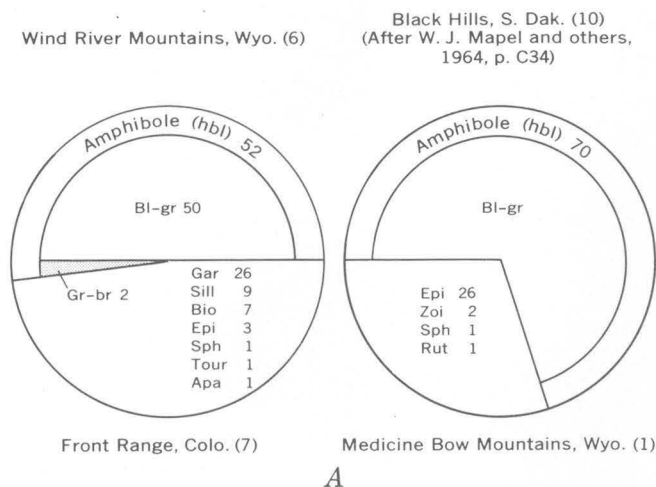 Wind River Mountains, Wyo. (6)
Black Hills, S. Dak. (10)
(After W. J. Mapel and others,
1964, p. C34)
Amphibole (hbl) 52
Bl-gr 50
Gr-br 2
Gar 26
Sill 9
Bio 7
Epi 3
Sph 1
Tour 1
Apa 1
Front Range, Colo. (7)
Amphibole (hbl) 70
Bl-gr
Epi 26
Zoi 2
Sph 1
Rut 1
Medicine Bow Mountains, Wyo. (1)
A